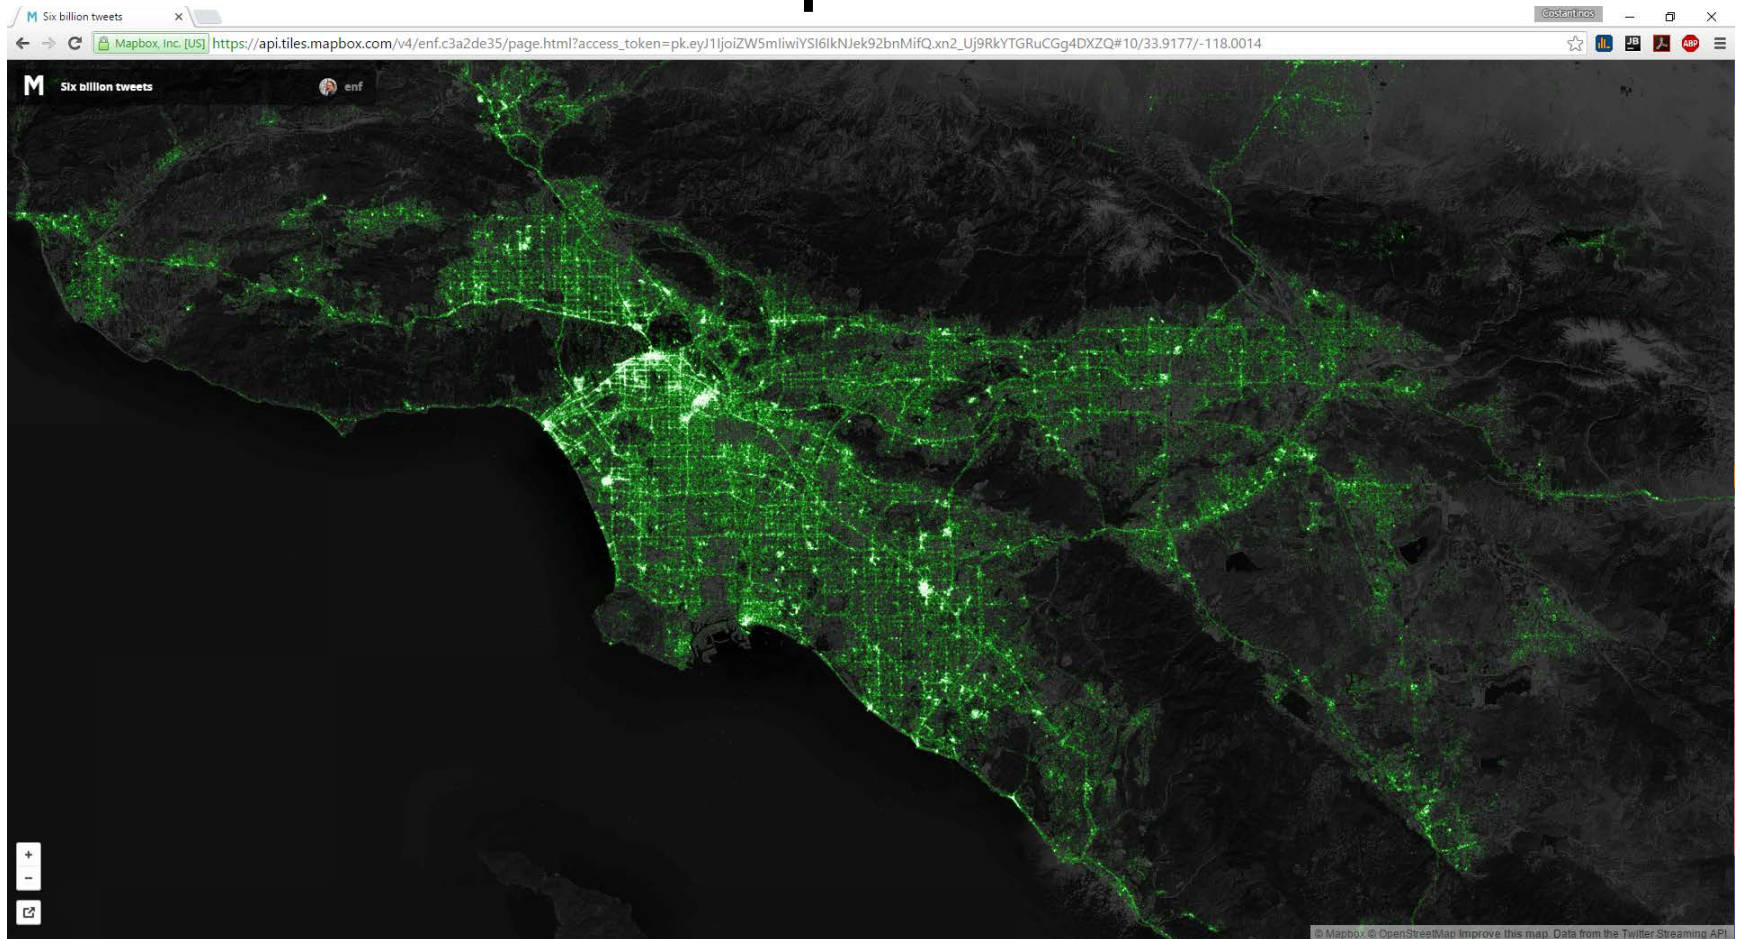 Six billion tweets
Costantinos
Mapbox, Inc. [US]
https://api.tiles.mapbox.com/v4/enf.c3a2de35/page.html?access_token=pk.eyJ1IjoiZW5mIiwiYSI6IkNJek92bnMifQ.xn2_Uj9RkYTGRuCGg4DXZQ#10/33.9177/-118.0014
JB
ABP
M Six billion tweets
enf
+
−
© Mapbox © OpenStreetMap Improve this map. Data from the Twitter Streaming API.